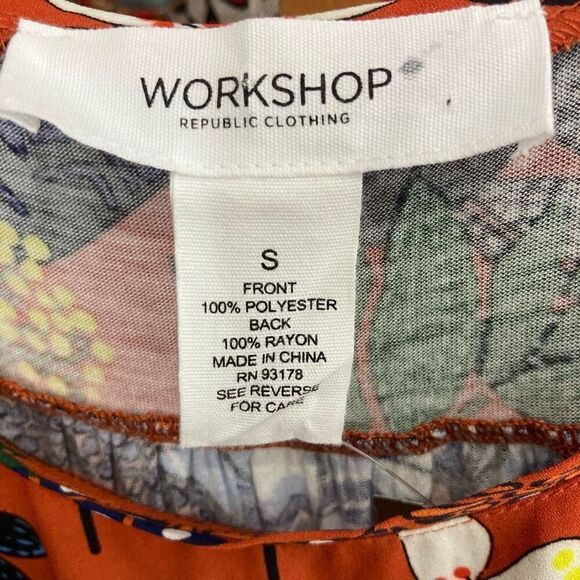 WORKSHOP
REPUBLIC CLOTHING
S
FRONT
100% POLYESTER
BACK
100% RAYON
MADE IN CHINA
RN 93178
SEE REVERSE
FOR CARE